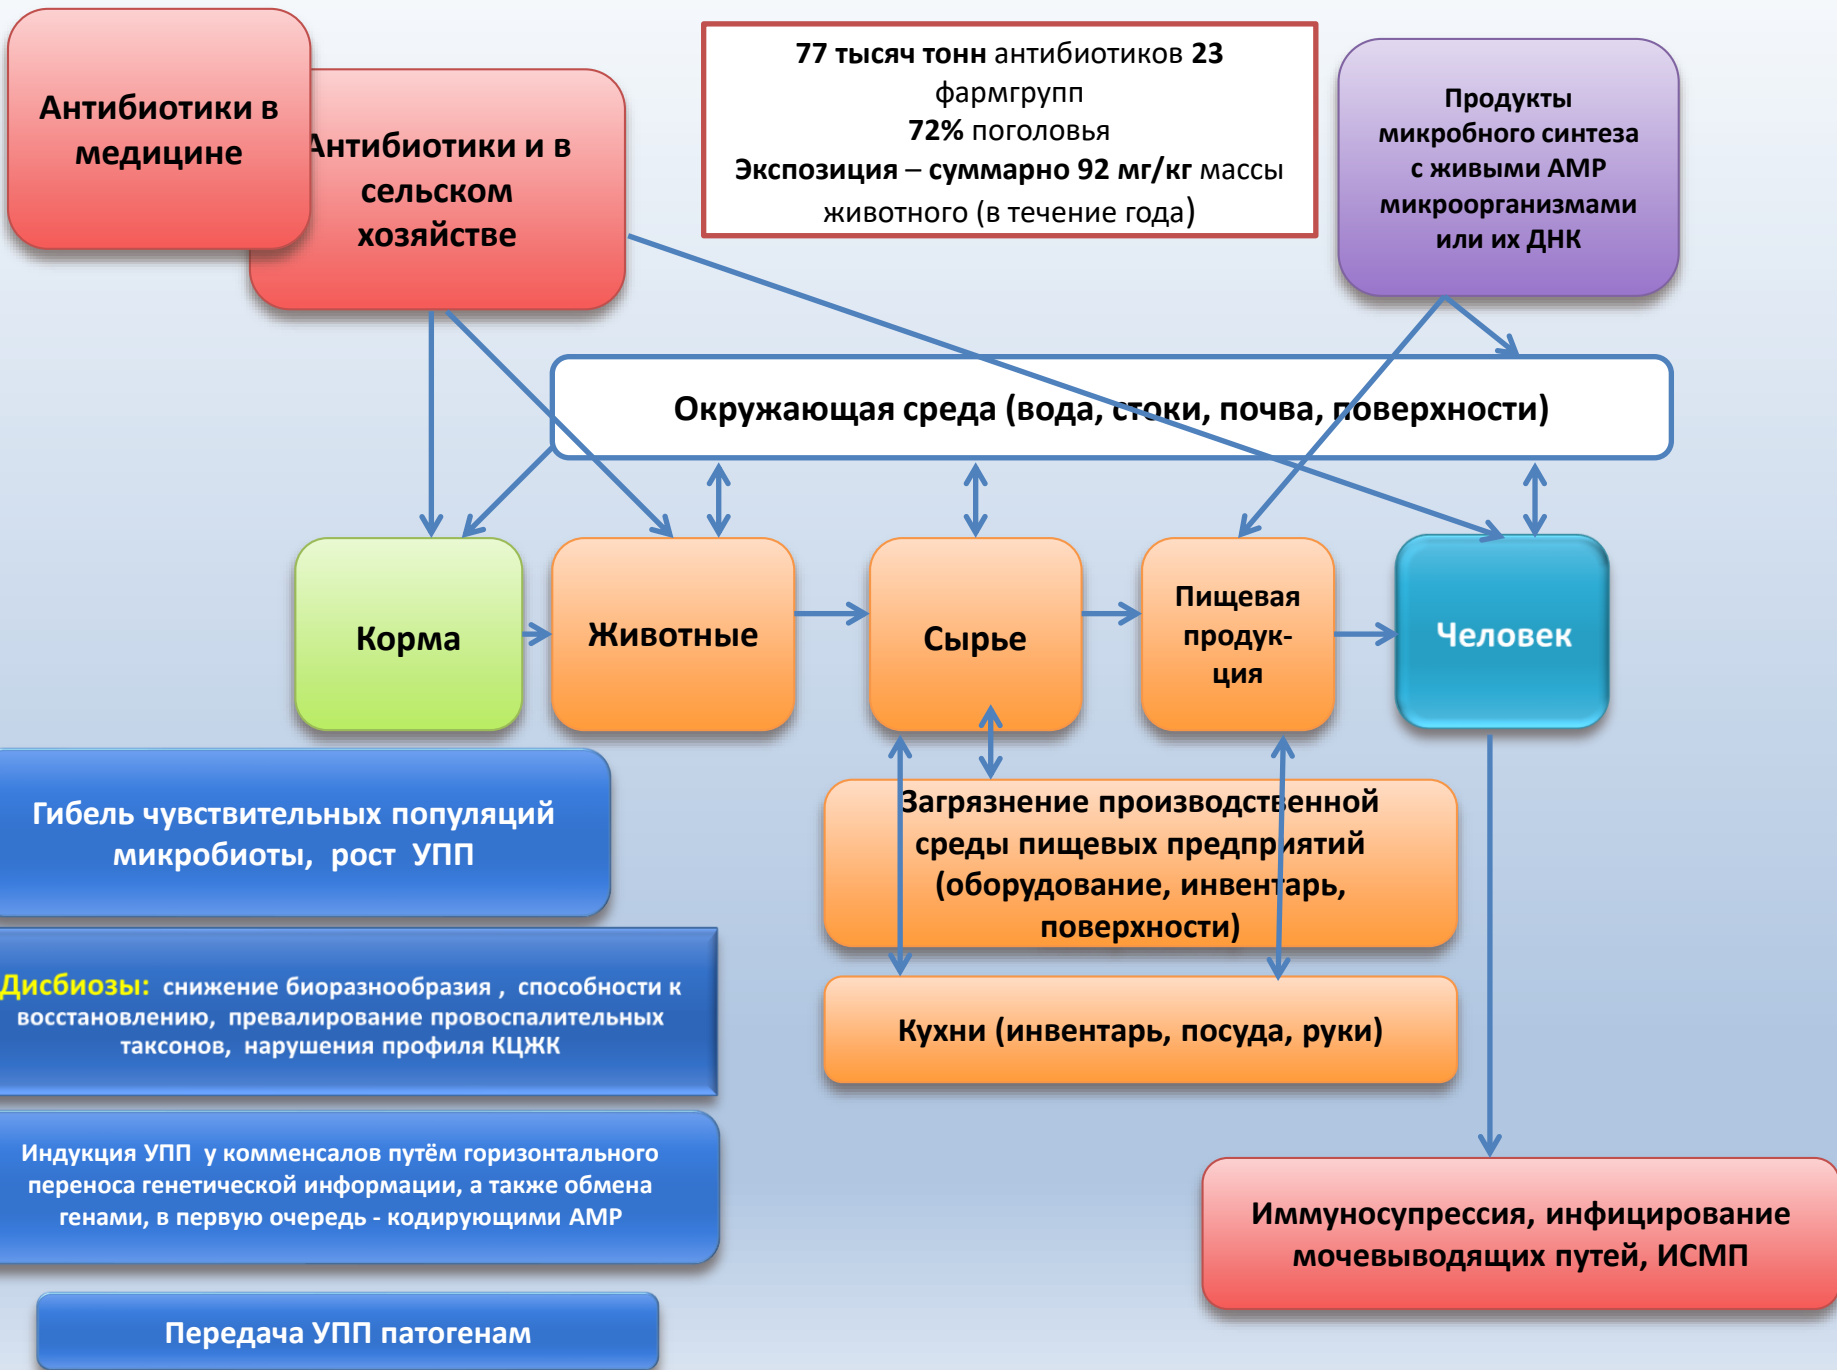 Антибиотики в
медицине
Антибиотики и в
сельском
хозяйстве
77 тысяч тонн антибиотиков 23
фармгрупп
72% поголовья
Экспозиция – суммарно 92 мг/кг массы
животного (в течение года)
Продукты
микробного синтеза
с живыми АМР
микроорганизмами
или их ДНК
Окружающая среда (вода, стоки, почва, поверхности)
Корма
Животные
Сырье
Пищевая
продук-
ция
Человек
Загрязнение производственной
среды пищевых предприятий
(оборудование, инвентарь,
поверхности)
Кухни (инвентарь, посуда, руки)
Гибель чувствительных популяций
микробиоты, рост УПП
Дисбиозы: снижение биоразнообразия , способности к
восстановлению, превалирование провоспалительных
таксонов, нарушения профиля КЦЖК
Индукция УПП у комменсалов путём горизонтального
переноса генетической информации, а также обмена
генами, в первую очередь - кодирующими АМР
Передача УПП патогенам
Иммуносупрессия, инфицирование
мочевыводящих путей, ИСМП